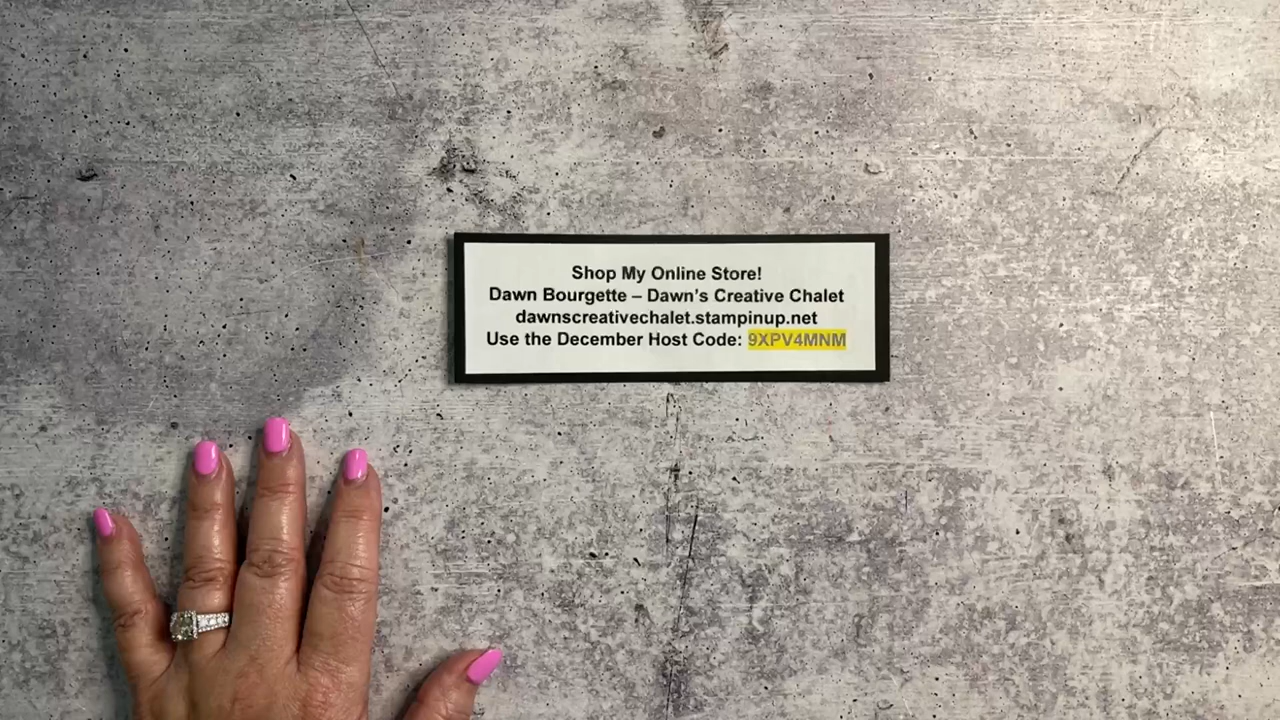 Shop My Online Store!
Dawn Bourgette – Dawn's Creative Chalet
dawnscreativechalet.stampinup.net
Use the December Host Code: 9XPV4MNM